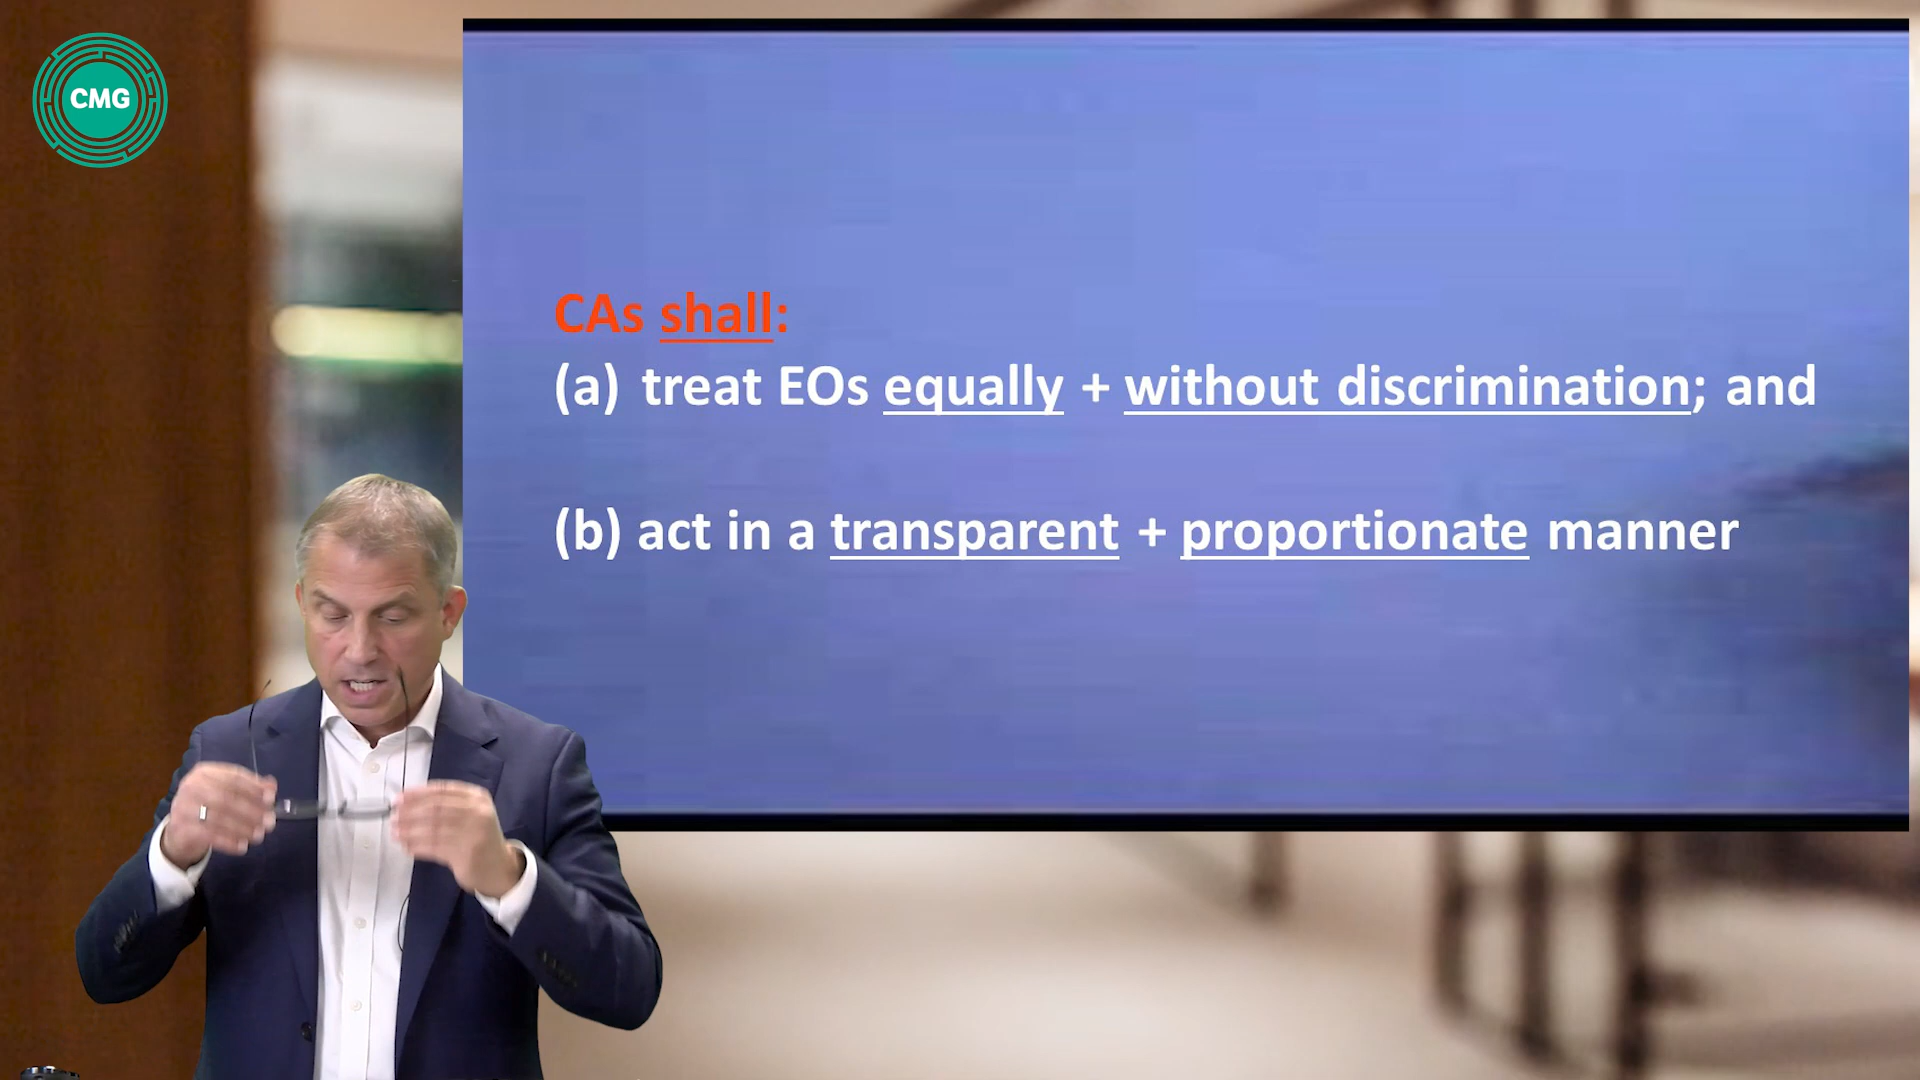 CMG
CAs shall:
(a) treat EOs equally + without discrimination; and
(b) act in a transparent + proportionate manner